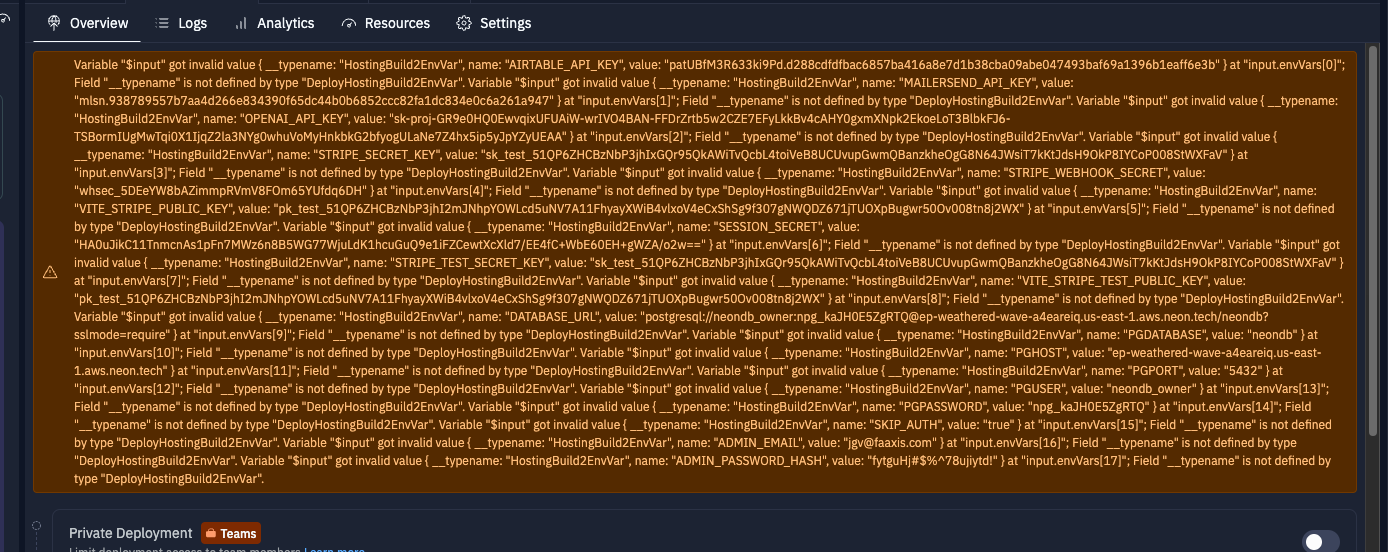 Overview Logs Analytics Resources Settings
Variable "$input" got invalid value { __typename: "HostingBuild2EnvVar", name: "AIRTABLE_API_KEY", value: "patUBfM3R633ki9Pd.d288cdfdfbac6857ba416a8e7d1b38cba09abe047493baf69a1396b1eaff6e3b" } at "input.envVars[0]";
Field "__typename" is not defined by type "DeployHostingBuild2EnvVar". Variable "$input" got invalid value { __typename: "HostingBuild2EnvVar", name: "MAILERSEND_API_KEY", value:
"mlsn.938789557b7aa4d266e834390f65dc44b0b6852ccc82fa1dc834e0c6a261a947" } at "input.envVars[1]"; Field "__typename" is not defined by type "DeployHostingBuild2EnvVar". Variable "$input" got invalid value { __typename:
"HostingBuild2EnvVar", name: "OPENAI_API_KEY", value: "sk-proj-GR9e0HQ0EwvqixUFUAiW-wrIVO4BAN-FFDrZrtb5w2CZE7EFyLkkBv4cAHY0gxmXNpk2EkoeLoT3BlbkFJ6-
TSBormIUgMwTqi0X1IjqZ2la3NYg0whuVoMyHnkbkG2bfyogULaNe7Z4hx5ip5yJpYZyUEAA" } at "input.envVars[2]"; Field "__typename" is not defined by type "DeployHostingBuild2EnvVar". Variable "$input" got invalid value {
__typename: "HostingBuild2EnvVar", name: "STRIPE_SECRET_KEY", value: "sk_test_51QP6ZHCBzNbP3jhIxGQr95QkAWiTvQcbL4toiVeB8UCUvupGwmQBanzkheOgG8N64JWsiT7kKtJdsH9OkP8IYCoP008StWXFaV" } at
"input.envVars[3]"; Field "__typename" is not defined by type "DeployHostingBuild2EnvVar". Variable "$input" got invalid value { __typename: "HostingBuild2EnvVar", name: "STRIPE_WEBHOOK_SECRET", value:
"whsec_5DEeYW8bAZimmpRVmV8FOm65YUfdq6DH" } at "input.envVars[4]"; Field "__typename" is not defined by type "DeployHostingBuild2EnvVar". Variable "$input" got invalid value { __typename: "HostingBuild2EnvVar", name:
"VITE_STRIPE_PUBLIC_KEY", value: "pk_test_51QP6ZHCBzNbP3jhI2mJNhpYOWLcd5uNV7A11FhyayXWiB4vlxoV4eCxShSg9f307gNWQDZ671jTUOXpBugwr50Ov008tn8j2WX" } at "input.envVars[5]"; Field "__typename" is not defined
by type "DeployHostingBuild2EnvVar". Variable "$input" got invalid value { __typename: "HostingBuild2EnvVar", name: "SESSION_SECRET", value:
"HA0uJikC11TnmcnAs1pFn7MWz6n8B5WG77WjuLdK1hcuGuQ9e1iFZCewtXcXld7/EE4fC+WbE60EH+gWZA/o2w==" } at "input.envVars[6]"; Field "__typename" is not defined by type "DeployHostingBuild2EnvVar". Variable "$input" got
invalid value { __typename: "HostingBuild2EnvVar", name: "STRIPE_TEST_SECRET_KEY", value: "sk_test_51QP6ZHCBzNbP3jhIxGQr95QkAWiTvQcbL4toiVeB8UCUvupGwmQBanzkheOgG8N64JWsiT7kKtJdsH9OkP8IYCoP008StWXFaV" }
at "input.envVars[7]"; Field "__typename" is not defined by type "DeployHostingBuild2EnvVar". Variable "$input" got invalid value { __typename: "HostingBuild2EnvVar", name: "VITE_STRIPE_TEST_PUBLIC_KEY", value:
"pk_test_51QP6ZHCBzNbP3jhI2mJNhpYOWLcd5uNV7A11FhyayXWiB4vlxoV4eCxShSg9f307gNWQDZ671jTUOXpBugwr50Ov008tn8j2WX" } at "input.envVars[8]"; Field "__typename" is not defined by type "DeployHostingBuild2EnvVar".
Variable "$input" got invalid value { __typename: "HostingBuild2EnvVar", name: "DATABASE_URL", value: "postgresql://neondb_owner:npg_kaJH0E5ZgRTQ@ep-weathered-wave-a4eareiq.us-east-1.aws.neon.tech/neondb?
sslmode=require" } at "input.envVars[9]"; Field "__typename" is not defined by type "DeployHostingBuild2EnvVar". Variable "$input" got invalid value { __typename: "HostingBuild2EnvVar", name: "PGDATABASE", value: "neondb" } at
"input.envVars[10]"; Field "__typename" is not defined by type "DeployHostingBuild2EnvVar". Variable "$input" got invalid value { __typename: "HostingBuild2EnvVar", name: "PGHOST", value: "ep-weathered-wave-a4eareiq.us-east-
1.aws.neon.tech" } at "input.envVars[11]"; Field "__typename" is not defined by type "DeployHostingBuild2EnvVar". Variable "$input" got invalid value { __typename: "HostingBuild2EnvVar", name: "PGPORT", value: "5432" } at
"input.envVars[12]"; Field "__typename" is not defined by type "DeployHostingBuild2EnvVar". Variable "$input" got invalid value { __typename: "HostingBuild2EnvVar", name: "PGUSER", value: "neondb_owner" } at "input.envVars[13]";
Field "__typename" is not defined by type "DeployHostingBuild2EnvVar". Variable "$input" got invalid value { __typename: "HostingBuild2EnvVar", name: "PGPASSWORD", value: "npg_kaJH0E5ZgRTQ" } at "input.envVars[14]"; Field
"__typename" is not defined by type "DeployHostingBuild2EnvVar". Variable "$input" got invalid value { __typename: "HostingBuild2EnvVar", name: "SKIP_AUTH", value: "true" } at "input.envVars[15]"; Field "__typename" is not defined
by type "DeployHostingBuild2EnvVar". Variable "$input" got invalid value { __typename: "HostingBuild2EnvVar", name: "ADMIN_EMAIL", value: "jgv@faaxis.com" } at "input.envVars[16]"; Field "__typename" is not defined by type
"DeployHostingBuild2EnvVar". Variable "$input" got invalid value { __typename: "HostingBuild2EnvVar", name: "ADMIN_PASSWORD_HASH", value: "fytguHj#$%^78ujiytd!" } at "input.envVars[17]"; Field "__typename" is not defined by
type "DeployHostingBuild2EnvVar".
Private Deployment Teams
Limit deployment access to team members Learn more